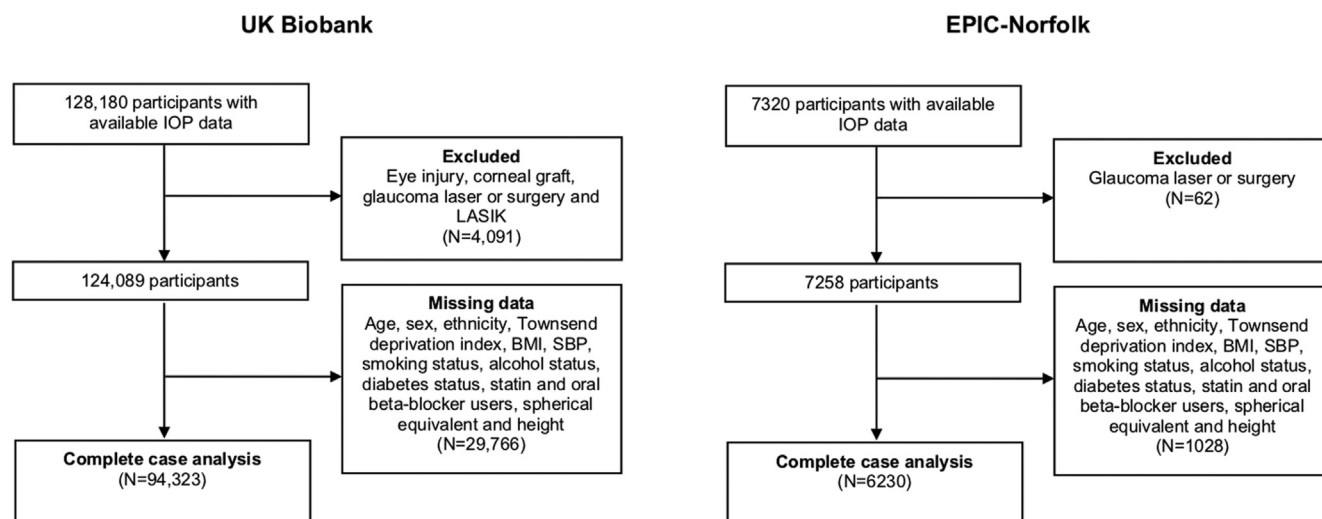 UK Biobank
128,180 participants with
available IOP data
Excluded
Eye injury, corneal graft,
glaucoma laser or surgery and
LASIK
(N=4,091)
124,089 participants
Missing data
Age, sex, ethnicity, Townsend
deprivation index, BMI, SBP,
smoking status, alcohol status,
diabetes status, statin and oral
beta-blocker users, spherical
equivalent and height
(N=29,766)
Complete case analysis
(N=94,323)
EPIC-Norfolk
7320 participants with available
IOP data
Excluded
Glaucoma laser or surgery
(N=62)
7258 participants
Missing data
Age, sex, ethnicity, Townsend
deprivation index, BMI, SBP,
smoking status, alcohol status,
diabetes status, statin and oral
beta-blocker users, spherical
equivalent and height
(N=1028)
Complete case analysis
(N=6230)